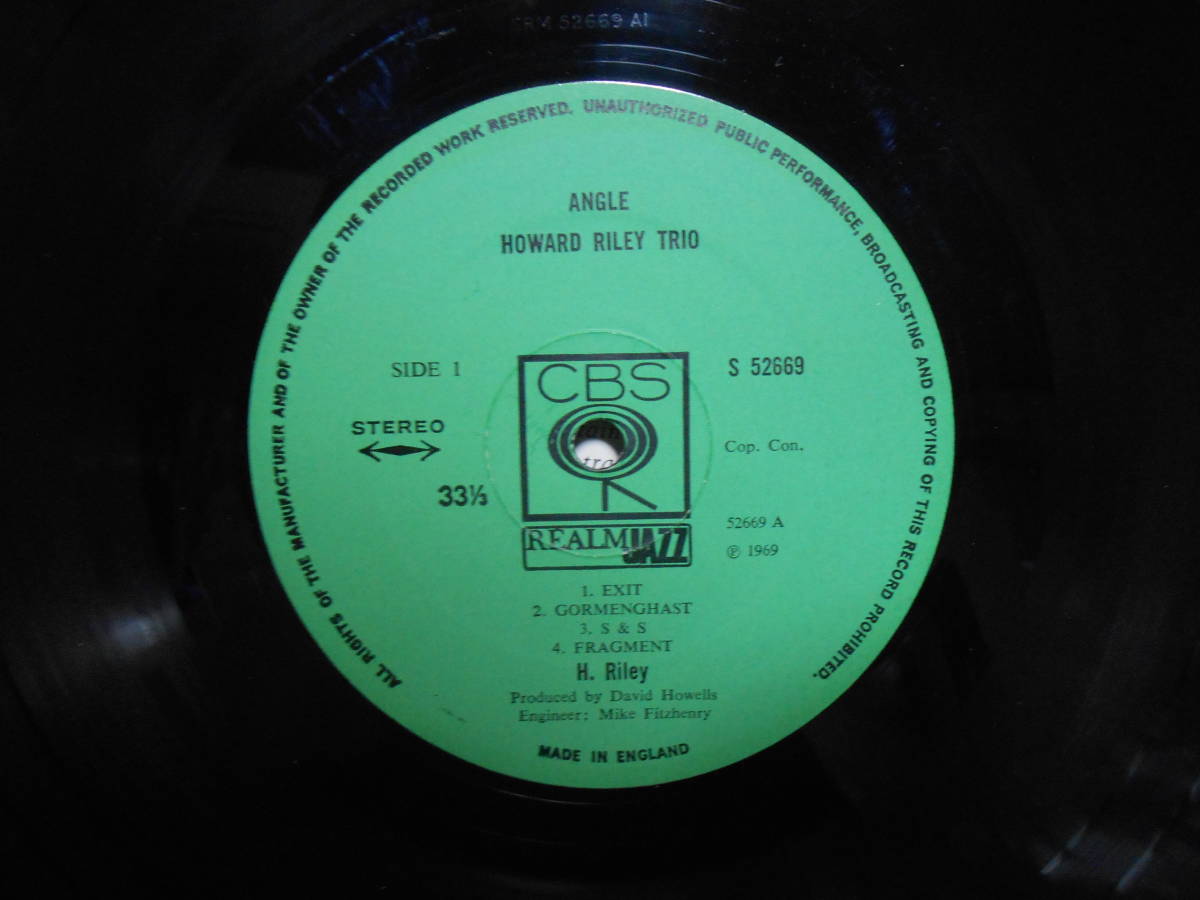 SRM 52669 A1
ALL RIGHTS OF THE MANUFACTURER AND OF THE OWNER OF THE RECORDED WORK RESERVED. UNAUTHORIZED PUBLIC PERFORMANCE, BROADCASTING AND COPYING OF THIS RECORD PROHIBITED.
ANGLE
HOWARD RILEY TRIO
SIDE 1
CBS
S 52669
STEREO
Cop. Con.
33⅓
52669 A
℗ 1969
REALM JAZZ
1. EXIT
2. GORMENGHAST
3. S & S
4. FRAGMENT
H. Riley
Produced by David Howells
Engineer: Mike Fitzhenry
MADE IN ENGLAND